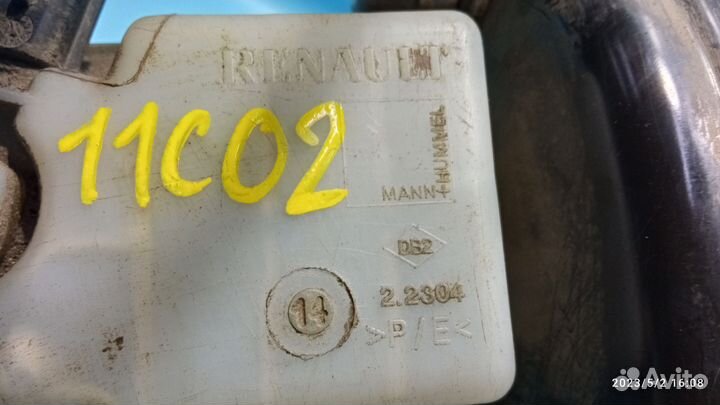 RENAULT
11C02
MANN+
HUMMEL
DB2
14
2.2304
>P/E<
2023/5/2 16:08
Avito